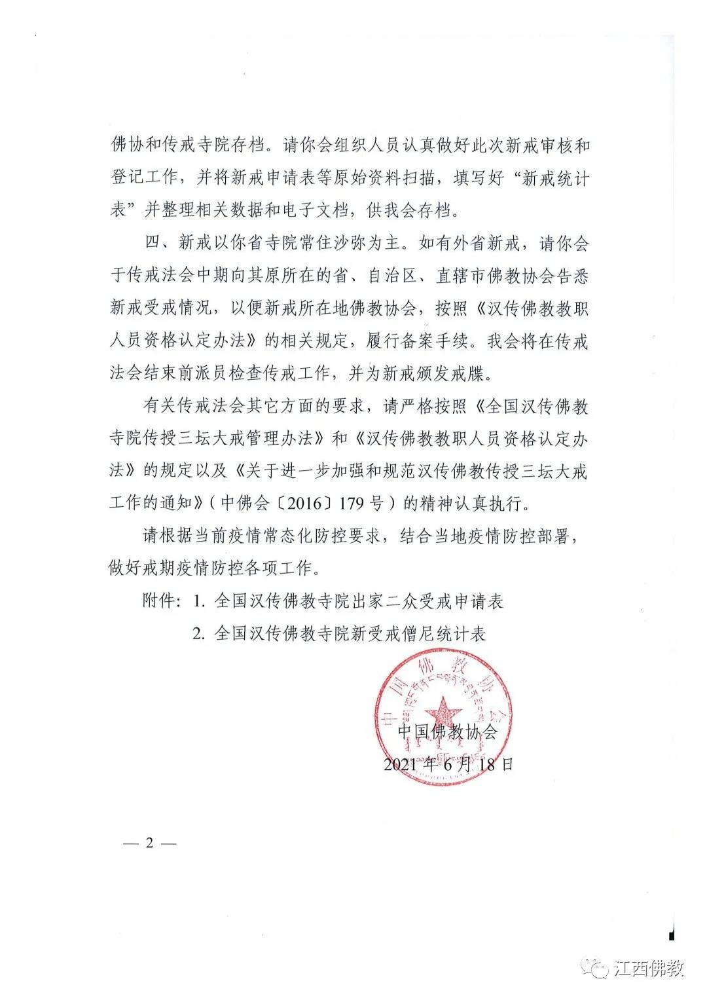 佛协和传戒寺院存档。请你会组织人员认真做好此次新戒审核和
登记工作，并将新戒申请表等原始资料扫描，填写好“新戒统计
表”并整理相关数据和电子文档，供我会存档。
四、新戒以你省寺院常住沙弥为主。如有外省新戒，请你会
于传戒法会中期向其原所在的省、自治区、直辖市佛教协会告悉
新戒受戒情况，以便新戒所在地佛教协会，按照《汉传佛教教职
人员资格认定办法》的相关规定，履行备案手续。我会将在传戒
法会结束前派员检查传戒工作，并为新戒颁发戒牒。
有关传戒法会其它方面的要求，请严格按照《全国汉传佛教
寺院传授三坛大戒管理办法》和《汉传佛教教职人员资格认定办
法》的规定以及《关于进一步加强和规范汉传佛教传授三坛大戒
工作的通知》（中佛会〔2016〕179号）的精神认真执行。
请根据当前疫情常态化防控要求，结合当地疫情防控部署，
做好戒期疫情防控各项工作。
附件：1. 全国汉传佛教寺院出家二众受戒申请表
2. 全国汉传佛教寺院新受戒僧尼统计表
中国佛教协会
中国佛教协会
2021年6月18日
— 2 —
江西佛教